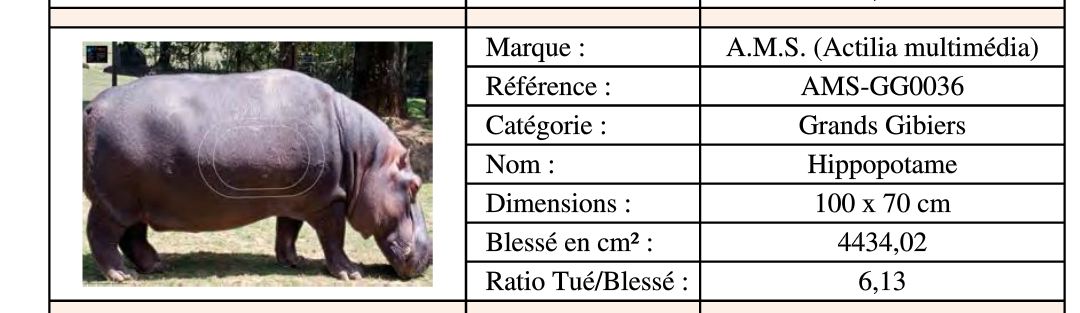 Marque : A.M.S. (Actilia multimédia)
Référence : AMS-GG0036
Catégorie : Grands Gibiers
Nom : Hippopotame
Dimensions : 100 x 70 cm
Blessé en cm² : 4434,02
Ratio Tué/Blessé : 6,13